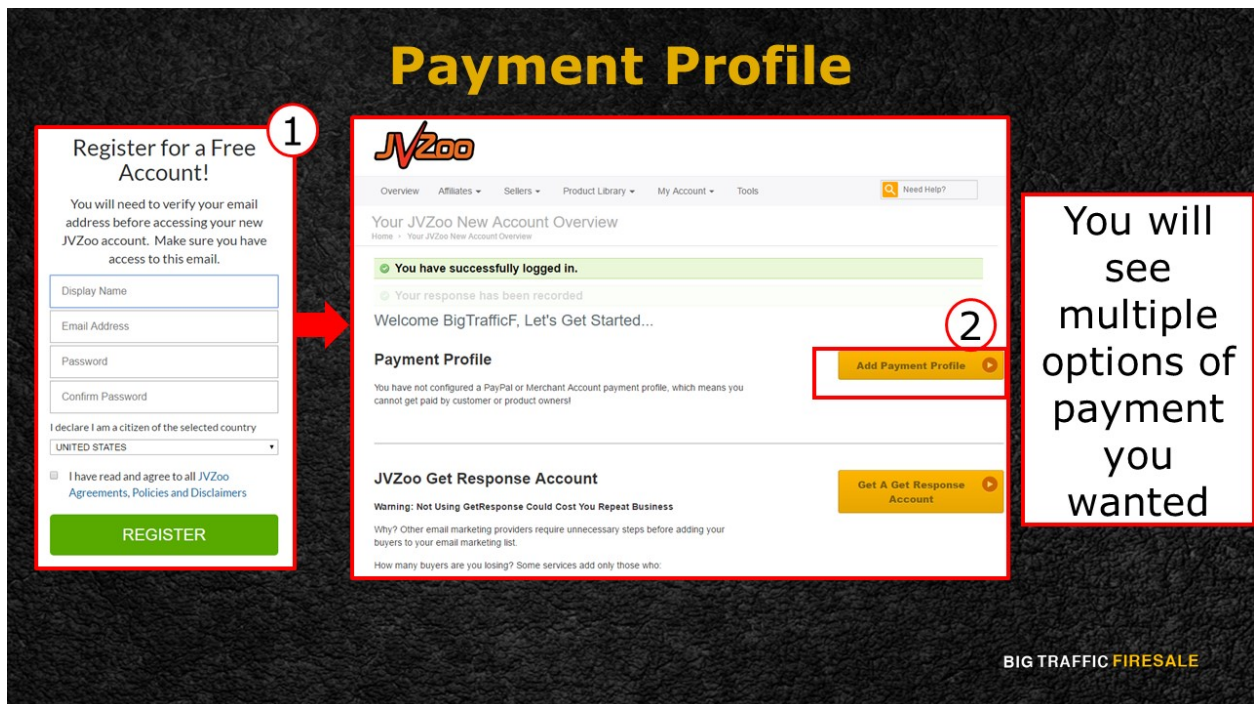 Payment Profile
1
Register for a Free
Account!
You will need to verify your email
address before accessing your new
JVZoo account. Make sure you have
access to this email.
Display Name
Email Address
Password
Confirm Password
I declare I am a citizen of the selected country
UNITED STATES
I have read and agree to all JVZoo
Agreements, Policies and Disclaimers
REGISTER
JVZoo
Overview Affiliates Sellers Product Library My Account Tools
Need Help?
Your JVZoo New Account Overview
Home › Your JVZoo New Account Overview
You have successfully logged in.
Your response has been recorded
Welcome BigTrafficF, Let's Get Started...
2
Payment Profile
Add Payment Profile
You have not configured a PayPal or Merchant Account payment profile, which means you
cannot get paid by customer or product owners!
JVZoo Get Response Account
Get A Get Response
Account
Warning: Not Using GetResponse Could Cost You Repeat Business
Why? Other email marketing providers require unnecessary steps before adding your
buyers to your email marketing list.
How many buyers are you losing? Some services add only those who:
You will
see
multiple
options of
payment
you
wanted
BIG TRAFFIC FIRESALE